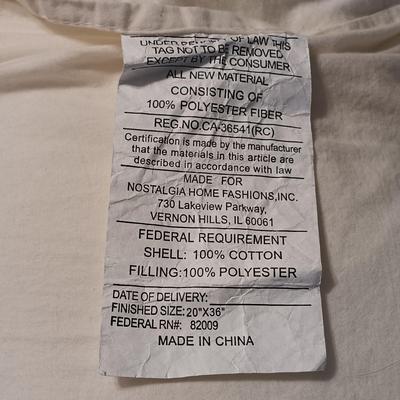 UNDER PENALTY OF LAW THIS
TAG NOT TO BE REMOVED
EXCEPT BY THE CONSUMER
ALL NEW MATERIAL
CONSISTING OF
100% POLYESTER FIBER
REG.NO.CA-36541(RC)
Certification is made by the manufacturer
that the materials in this article are
described in accordance with law
MADE FOR
NOSTALGIA HOME FASHIONS,INC.
730 Lakeview Parkway,
VERNON HILLS, IL 60061
FEDERAL REQUIREMENT
SHELL: 100% COTTON
FILLING:100% POLYESTER
DATE OF DELIVERY:
FINISHED SIZE: 20"X36"
FEDERAL RN#: 82009
MADE IN CHINA